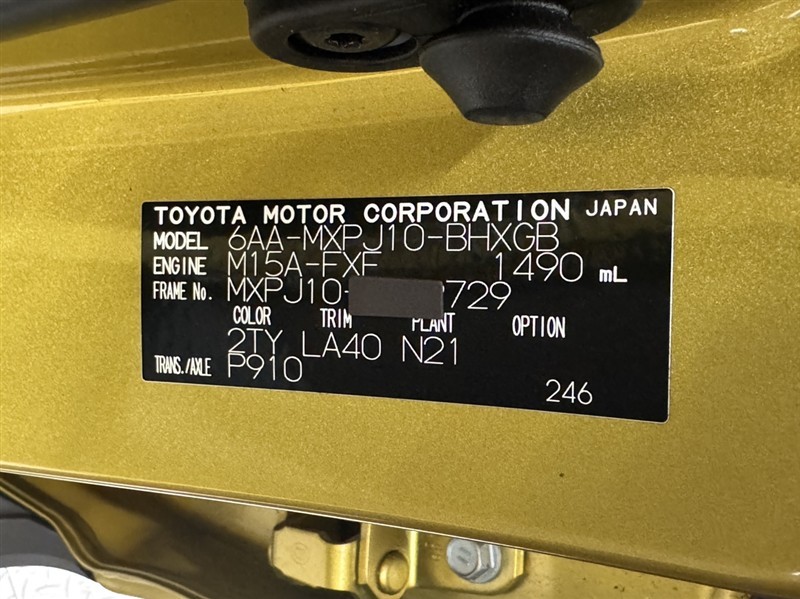 TOYOTA MOTOR CORPORATION JAPAN
MODEL 6AA-MXPJ10-BHXGB
ENGINE M15A-FXE 1490 mL
FRAME No. MXPJ10- 729
COLOR TRIM PLANT OPTION
2TY LA40 N21
TRANS./AXLE P910
246